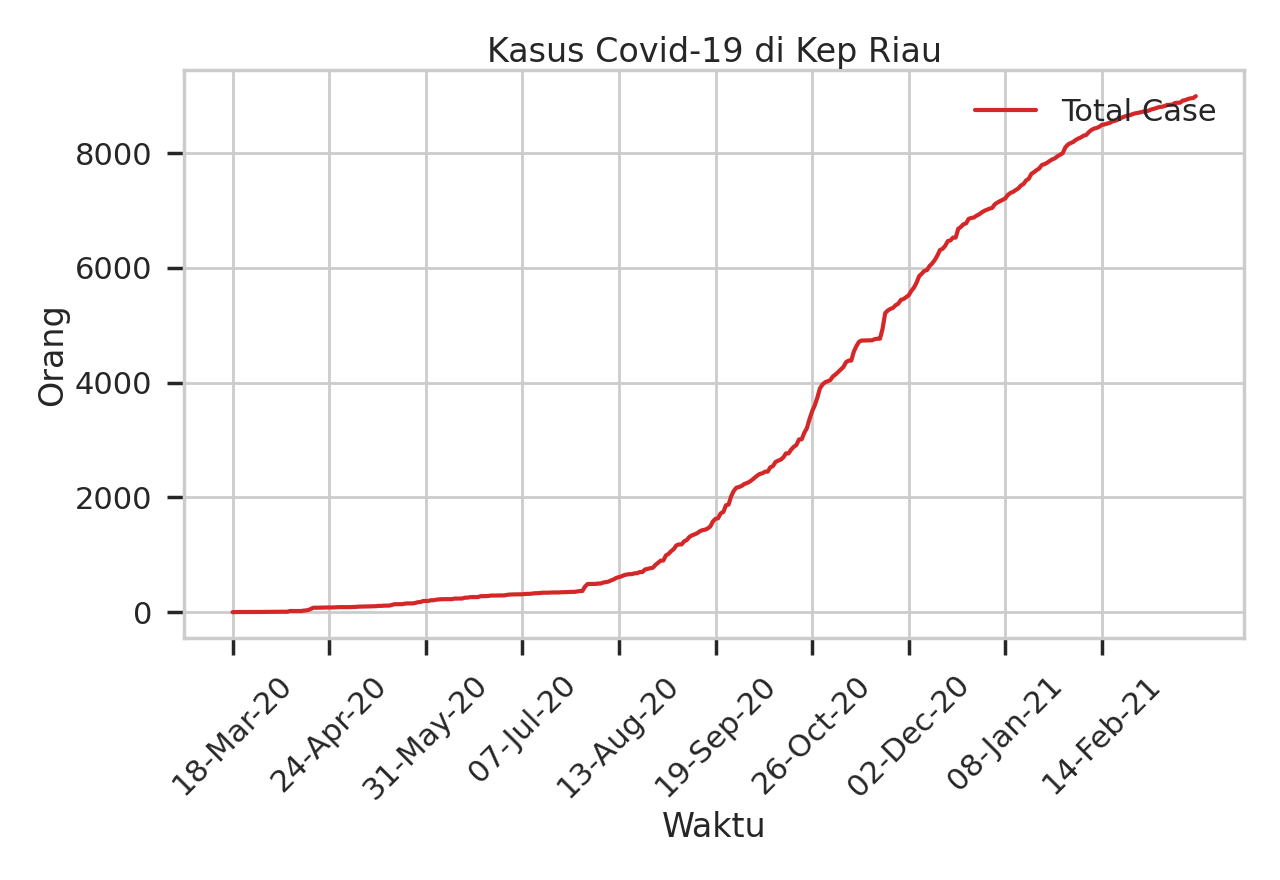 Kasus Covid-19 di Kep Riau
Total Case
Orang
8000
6000
4000
2000
0
18-Mar-20
24-Apr-20
31-May-20
07-Jul-20
13-Aug-20
19-Sep-20
26-Oct-20
02-Dec-20
08-Jan-21
14-Feb-21
Waktu